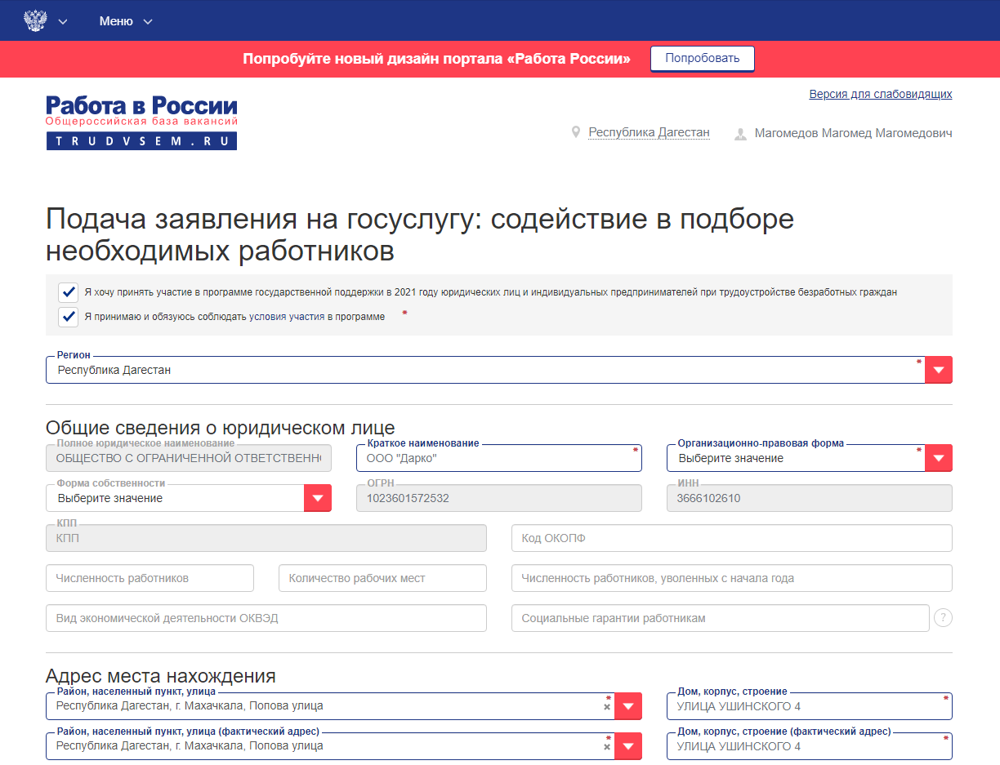 Меню
Попробуйте новый дизайн портала «Работа России» Попробовать
Версия для слабовидящих
Работа в России
Общероссийская база вакансий
TRUDVSEM.RU
Республика Дагестан Магомедов Магомед Магомедович
Подача заявления на госуслугу: содействие в подборе
необходимых работников
Я хочу принять участие в программе государственной поддержки в 2021 году юридических лиц и индивидуальных предпринимателей при трудоустройстве безработных граждан
Я принимаю и обязуюсь соблюдать условия участия в программе *
Регион
Республика Дагестан *
Общие сведения о юридическом лице
Полное юридическое наименование Краткое наименование Организационно-правовая форма
ОБЩЕСТВО С ОГРАНИЧЕННОЙ ОТВЕТСТВЕННО ООО "Дарко" * Выберите значение *
Форма собственности ОГРН ИНН
Выберите значение 1023601572532 3666102610
КПП
КПП Код ОКОПФ
Численность работников Количество рабочих мест Численность работников, уволенных с начала года
Вид экономической деятельности ОКВЭД Социальные гарантии работникам ?
Адрес места нахождения
Район, населенный пункт, улица Дом, корпус, строение
Республика Дагестан, г. Махачкала, Попова улица * УЛИЦА УШИНСКОГО 4 *
Район, населенный пункт, улица (фактический адрес) Дом, корпус, строение (фактический адрес)
Республика Дагестан, г. Махачкала, Попова улица * УЛИЦА УШИНСКОГО 4 *